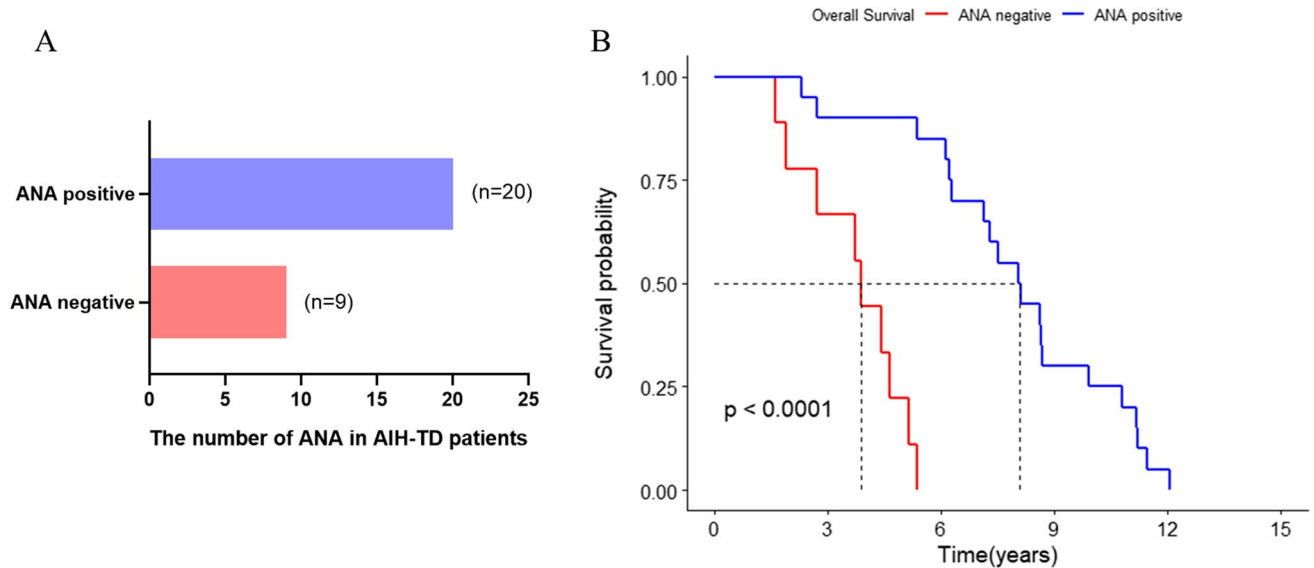 A
ANA positive
(n=20)
ANA negative
(n=9)
0 5 10 15 20 25
The number of ANA in AIH-TD patients
B
Overall Survival ANA negative ANA positive
1.00
0.75
0.50
0.25
0.00
Survival probability
p < 0.0001
0 3 6 9 12 15
Time(years)